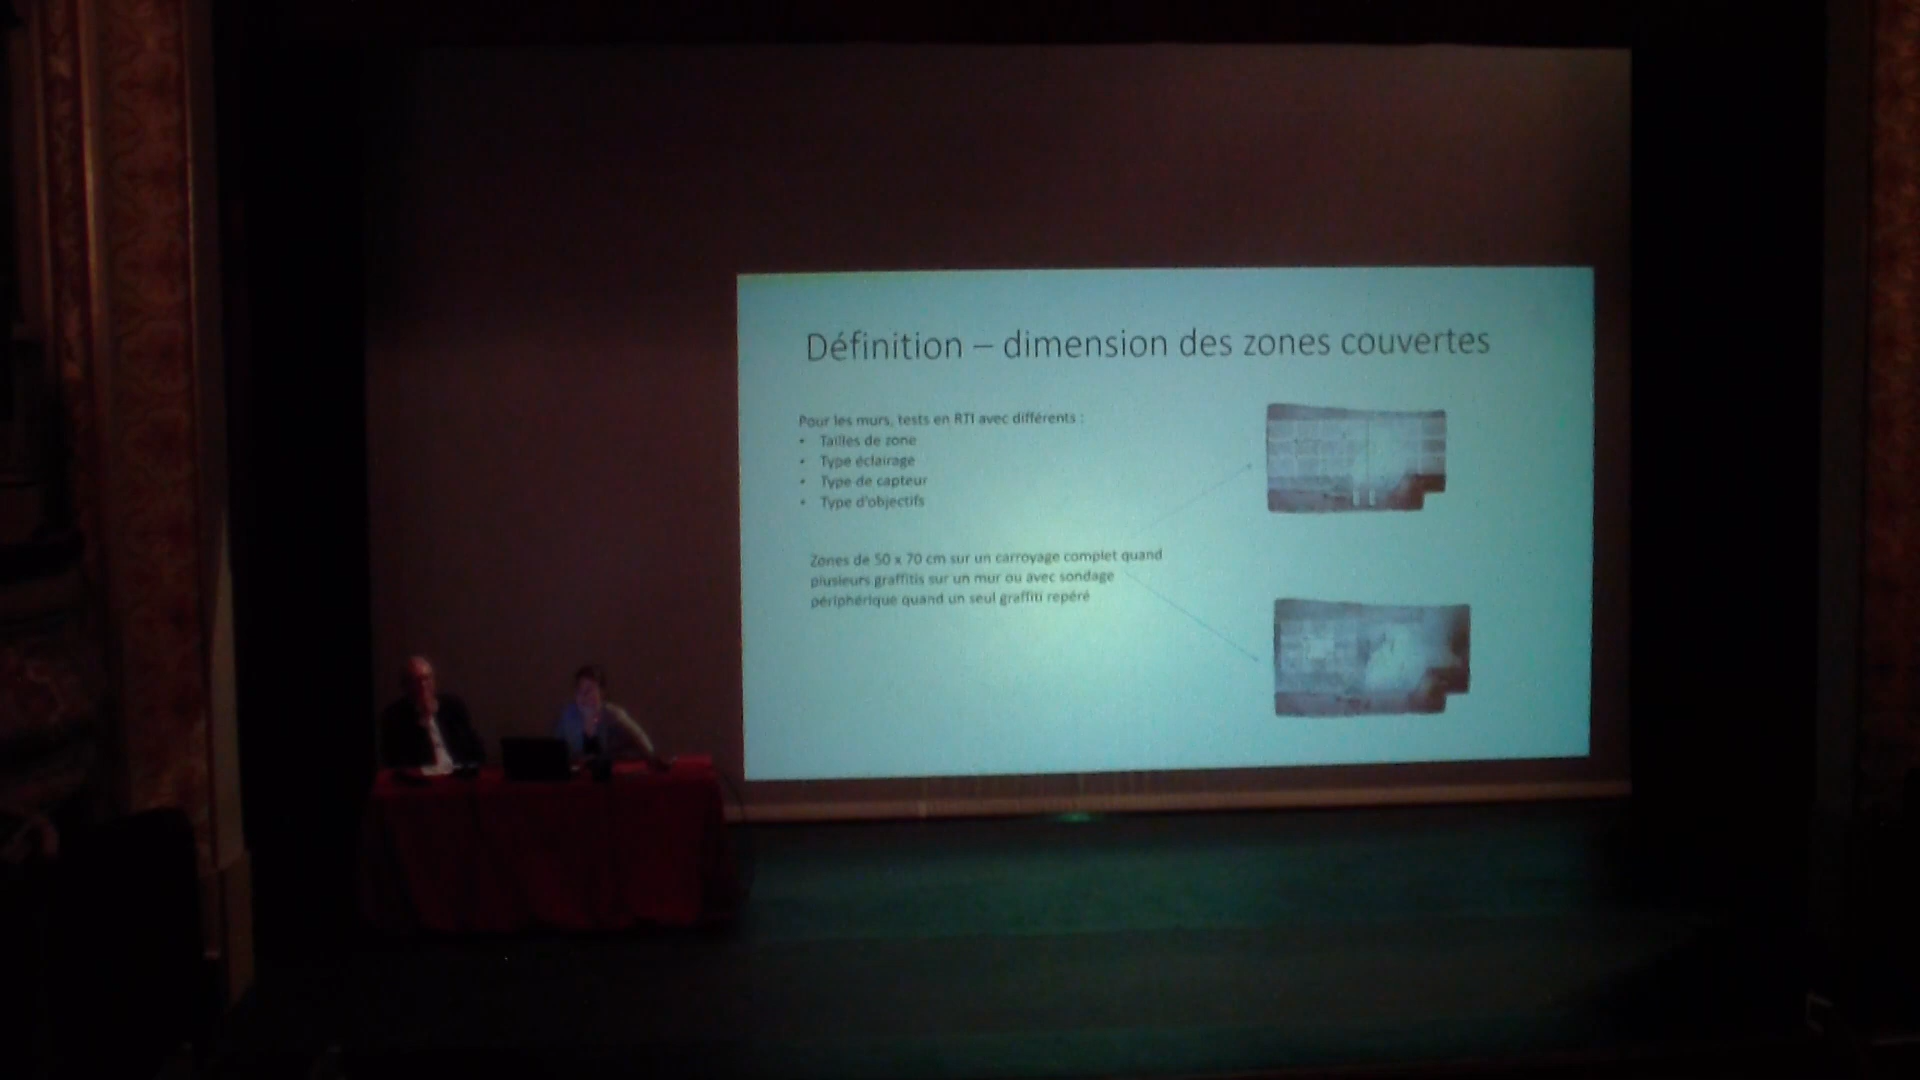 Définition – dimension des zones couvertes
Pour les murs, tests en RTI avec différents :
• Tailles de zone
• Type éclairage
• Type de capteur
• Type d'objectifs
Zones de 50 x 70 cm sur un carroyage complet quand
plusieurs graffitis sur un mur ou avec sondage
périphérique quand un seul graffiti repéré